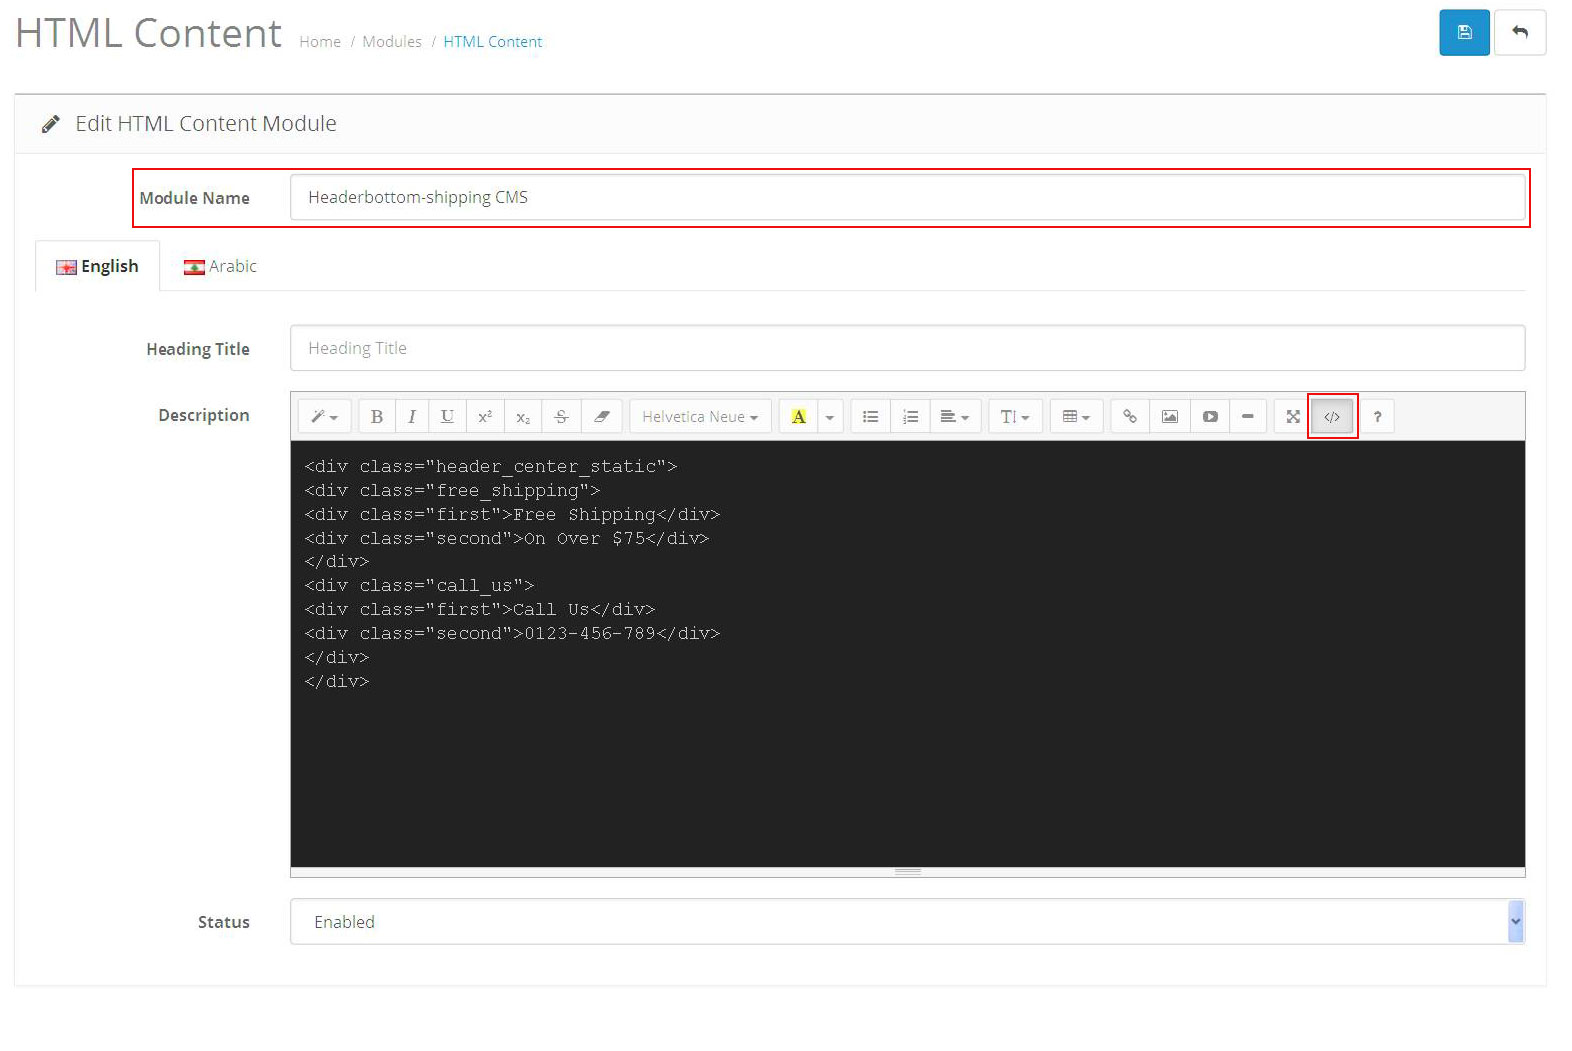 HTML Content Home / Modules / HTML Content
Edit HTML Content Module
Module Name Headerbottom-shipping CMS
English Arabic
Heading Title Heading Title
Description B I U x² x₂ S Helvetica Neue A T </> ?
<div class="header_center_static">
<div class="free_shipping">
<div class="first">Free Shipping</div>
<div class="second">On Over $75</div>
</div>
<div class="call_us">
<div class="first">Call Us</div>
<div class="second">0123-456-789</div>
</div>
</div>
Status Enabled